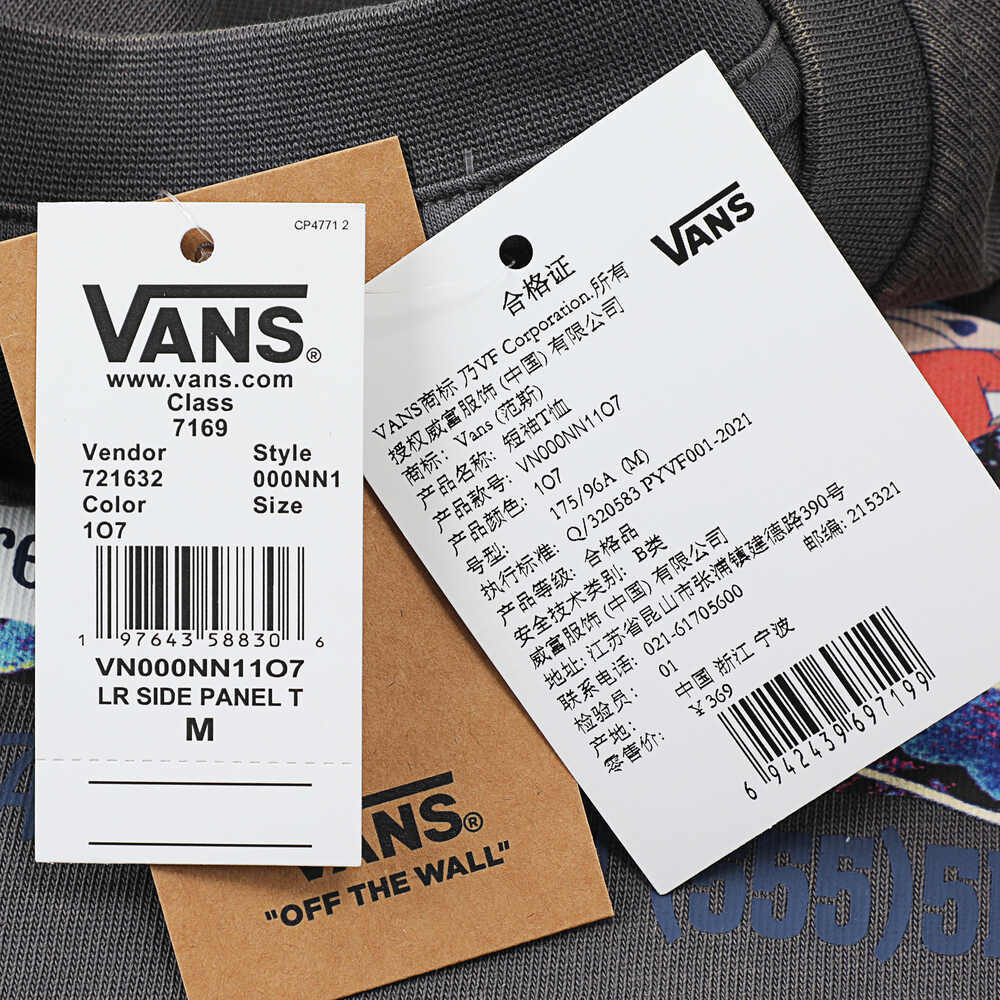 CP4771 2
VANS®
www.vans.com
Class
7169
Vendor Style
721632 000NN1
Color Size
1O7
1 97643 58830 6
VN000NN11O7
LR SIDE PANEL T
M
VANS
合格证
VANS商标 乃VF Corporation.所有
授权威富服饰 (中国) 有限公司
商标: Vans (范斯)
产品名称: 短袖T恤
产品款号: VN000NN11O7
产品颜色: 1O7
号型: 175/96A (M)
执行标准: Q/320583 PYVF001-2021
产品等级: 合格品
安全技术类别: B类
威富服饰 (中国) 有限公司
地址: 江苏省昆山市张浦镇建德路390号
联系电话: 021-61705600 邮编: 215321
检验员: 01
产地: 中国 浙江 宁波
零售价: ¥ 369
6 942439 697199
VANS®
"OFF THE WALL"
(555)5